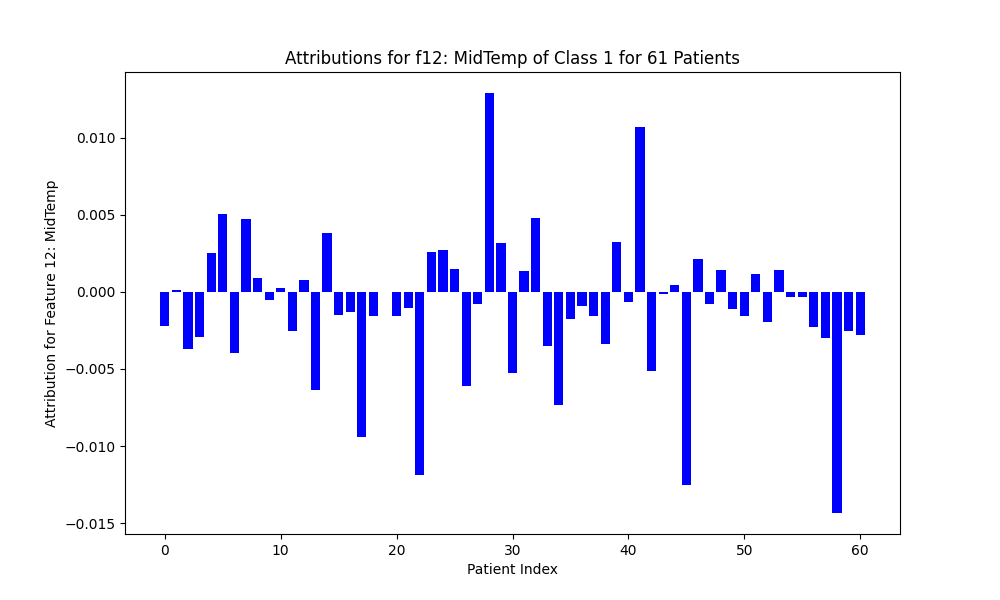 Attributions for f12: MidTemp of Class 1 for 61 Patients
Attribution for Feature 12: MidTemp
0.010
0.005
0.000
−0.005
−0.010
−0.015
0 10 20 30 40 50 60
Patient Index